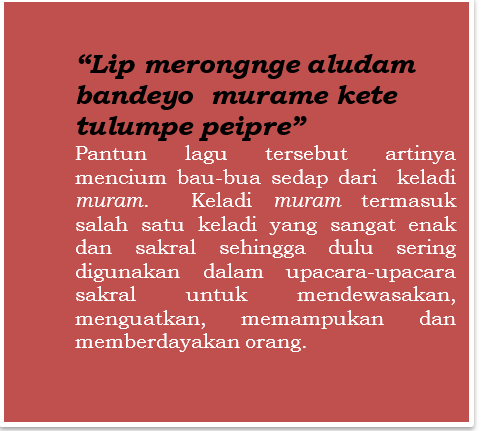 “Lip merongnge aludam
bandeyo murame kete
tulumpe peipre”
Pantun lagu tersebut artinya
mencium bau-bua sedap dari keladi
muram. Keladi muram termasuk
salah satu keladi yang sangat enak
dan sakral sehingga dulu sering
digunakan dalam upacara-upacara
sakral untuk mendewasakan,
menguatkan, memampukan dan
memberdayakan orang.